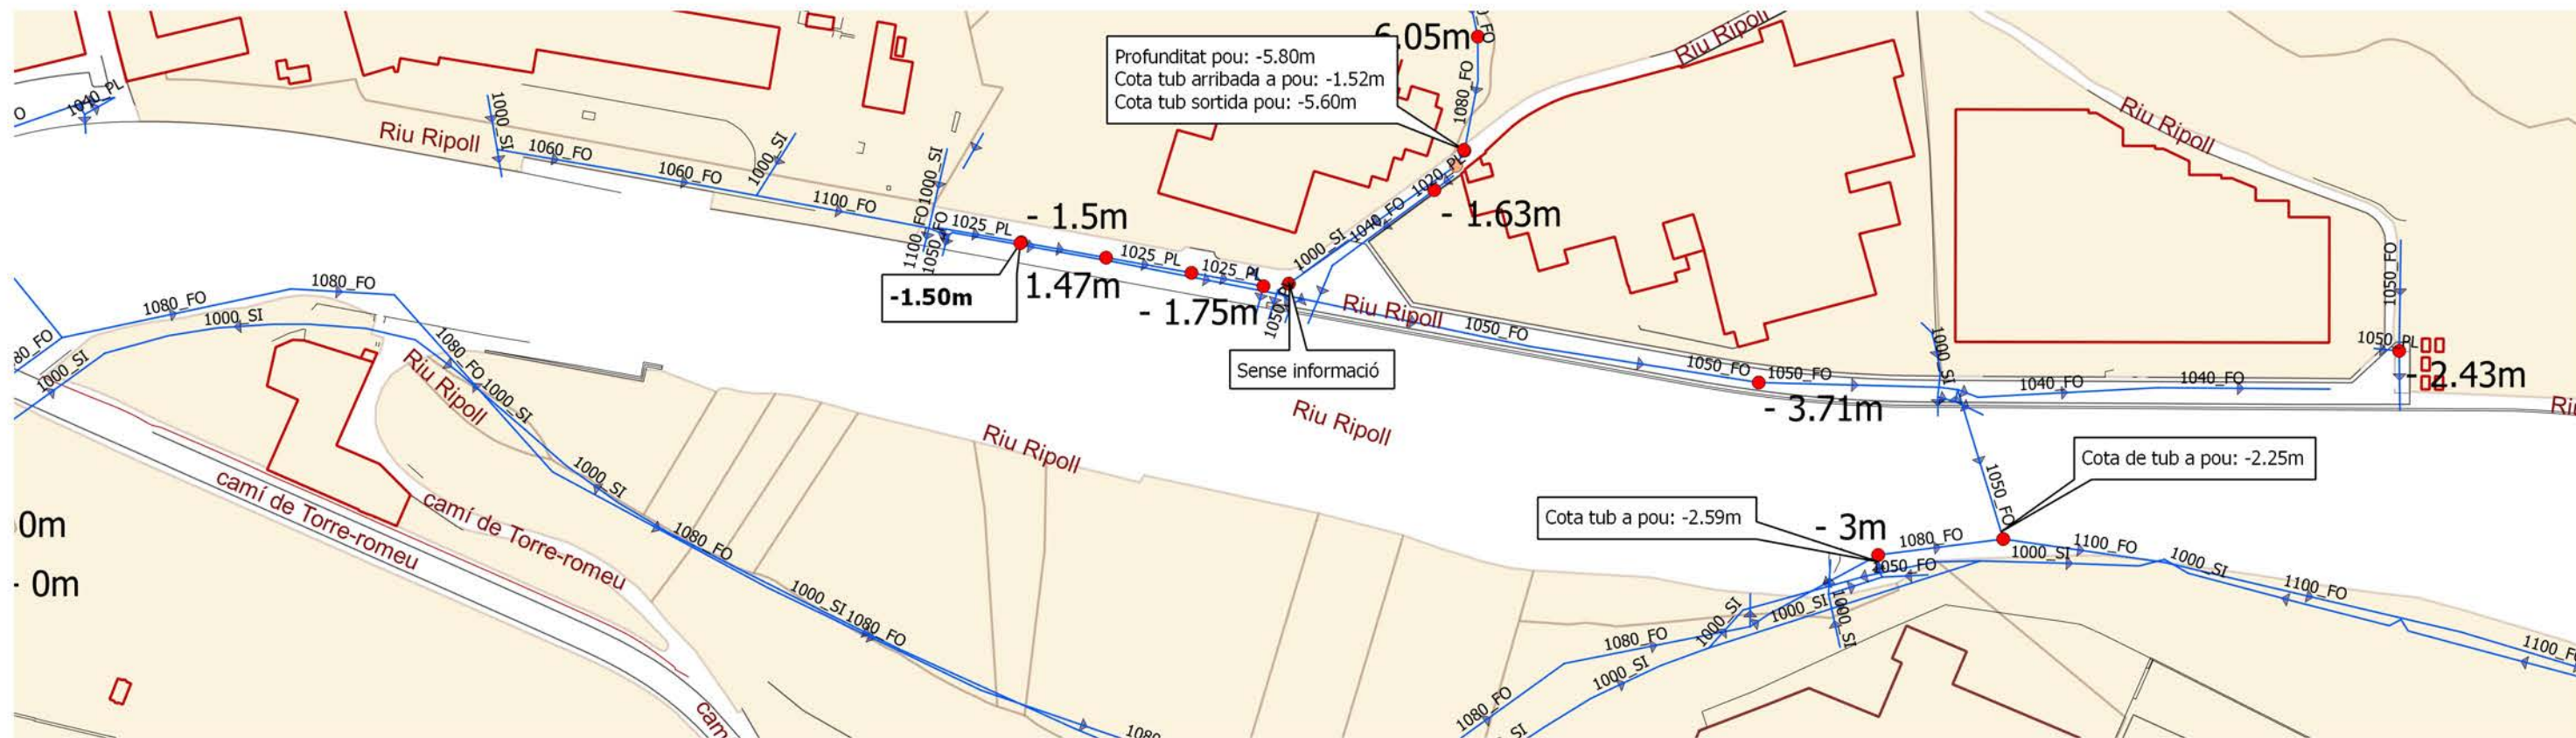 6.05m
1080_FO
Profunditat pou: -5.80m
Cota tub arribada a pou: -1.52m
Cota tub sortida pou: -5.60m
Riu Ripoll
Riu Ripoll
1040_PL
O
Riu Ripoll
1000_SI
1060_FO
1060_FO
1000_SI
1100_FO
1000_SI
1100_FO
1050_FO
1025_PL
- 1.5m
1025_PL
1025_PL
-1.50m
1.47m
- 1.75m
1050
1020_PL
1040_FO
1000_SI
- 1.63m
Riu Ripoll
Sense informació
1050_FO
1050_FO
1050_FO
- 3.71m
1000_SI
1040_FO
1040_FO
1050_FO
1050_PL
- 2.43m
1080_FO
1080_FO
1000_SI
80_FO
1000_SI
1080_FO
1000_SI
Riu Ripoll
Riu Ripoll
Riu Ripoll
1000_SI
1080_FO
1000_SI
1080_FO
1080
camí de Torre-romeu
camí de Torre-romeu
cam
0m
- 0m
Cota de tub a pou: -2.25m
1050_FO
Cota tub a pou: -2.59m
- 3m
1080_FO
1100_FO
1000_SI
1050_FO
1000_SI
1100_FO
1100_F
1000_SI
1000_SI
1000_SI
1080_FO
1000_SI
1080_FO
SI